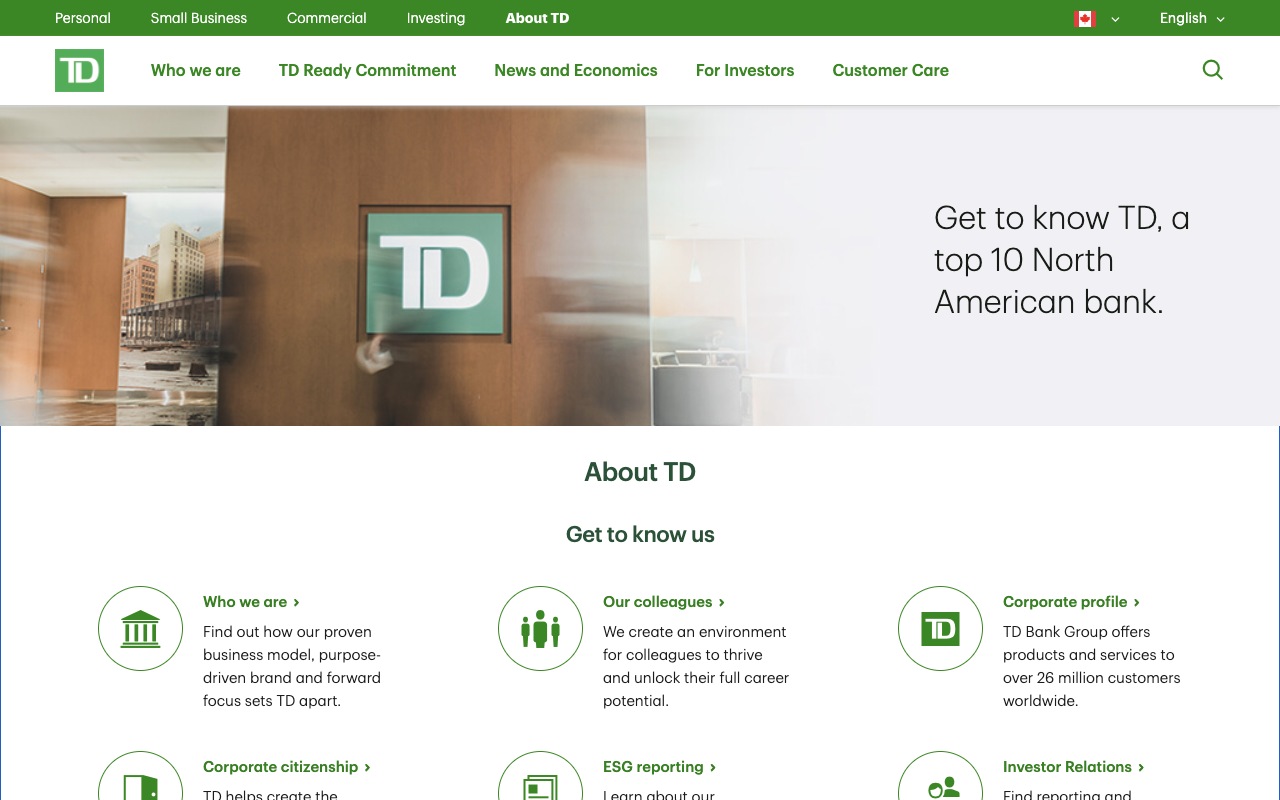 Personal Small Business Commercial Investing About TD English
TD Who we are TD Ready Commitment News and Economics For Investors Customer Care
TD
Get to know TD, a
top 10 North
American bank.
About TD
Get to know us
Who we are ›
Find out how our proven
business model, purpose-
driven brand and forward
focus sets TD apart.
Our colleagues ›
We create an environment
for colleagues to thrive
and unlock their full career
potential.
TD
Corporate profile ›
TD Bank Group offers
products and services to
over 26 million customers
worldwide.
Corporate citizenship ›
TD helps create the
ESG reporting ›
Learn about our
Investor Relations ›
Find reporting and